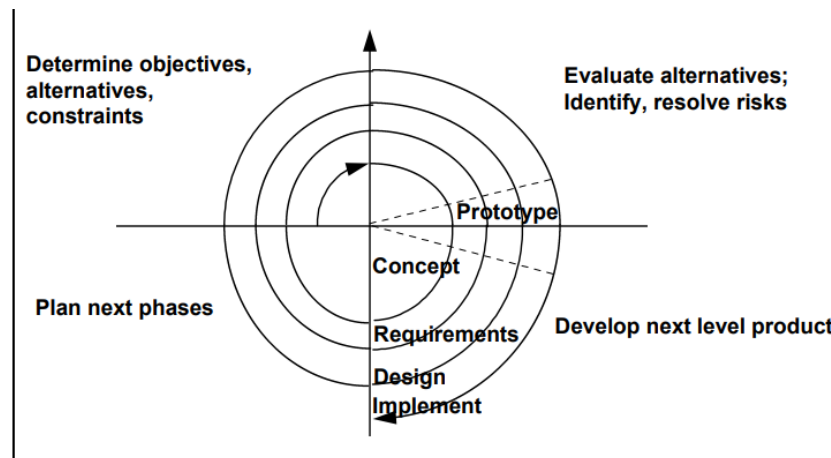 Determine objectives,
alternatives,
constraints
Evaluate alternatives;
Identify, resolve risks
Prototype
Concept
Plan next phases
Requirements
Develop next level product
Design
Implement